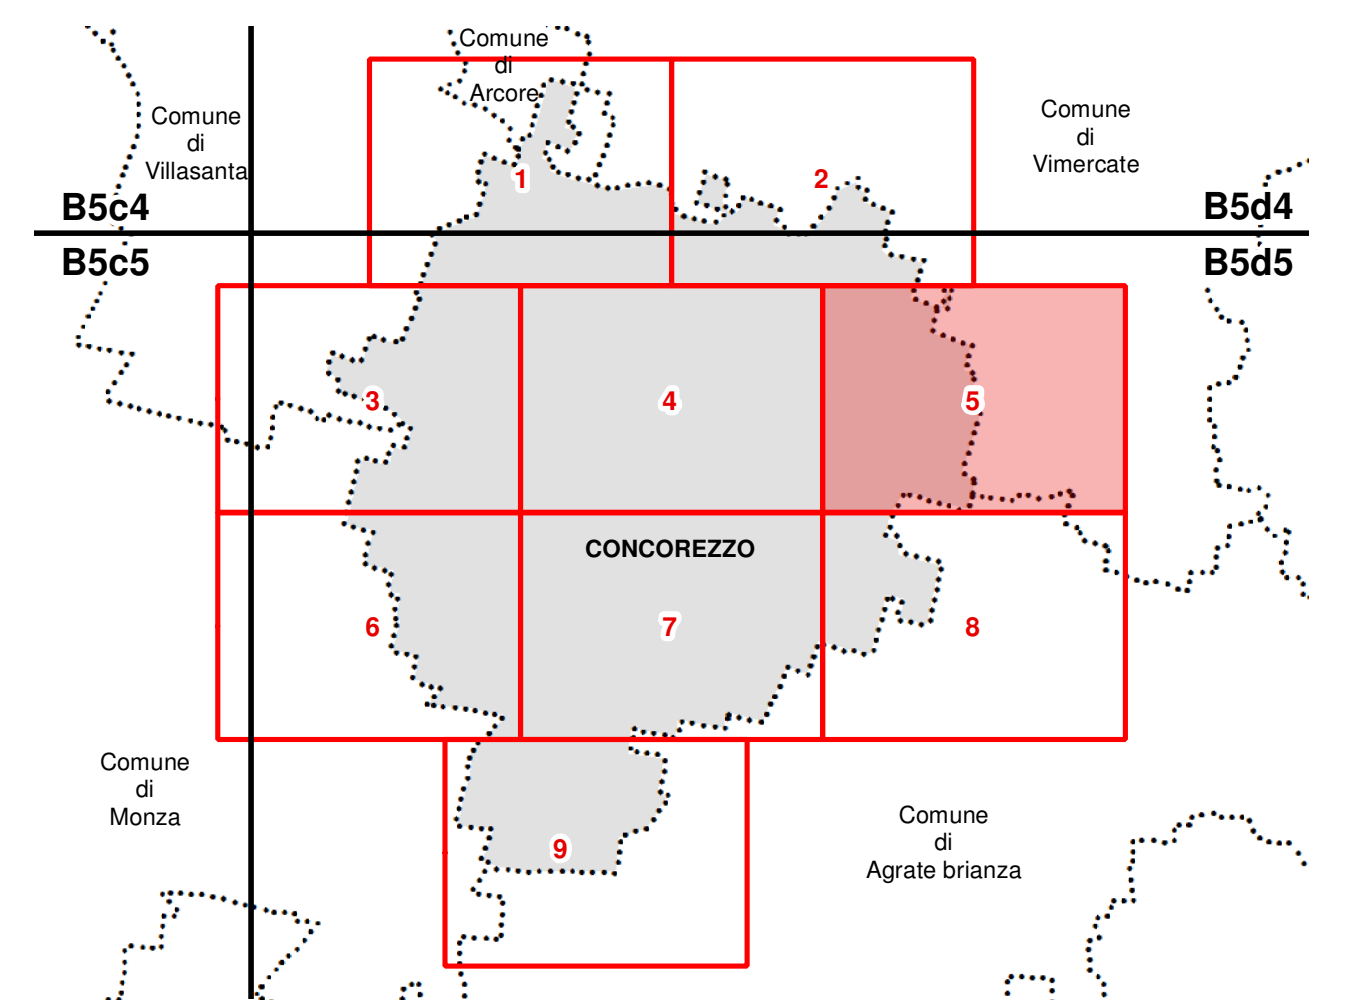 Comune
di
Arcore
Comune
di
Villasanta
Comune
di
Vimercate
1
2
B5c4
B5d4
B5c5
B5d5
3
4
5
CONCOREZZO
6
7
8
Comune
di
Monza
Comune
di
Agrate brianza
9